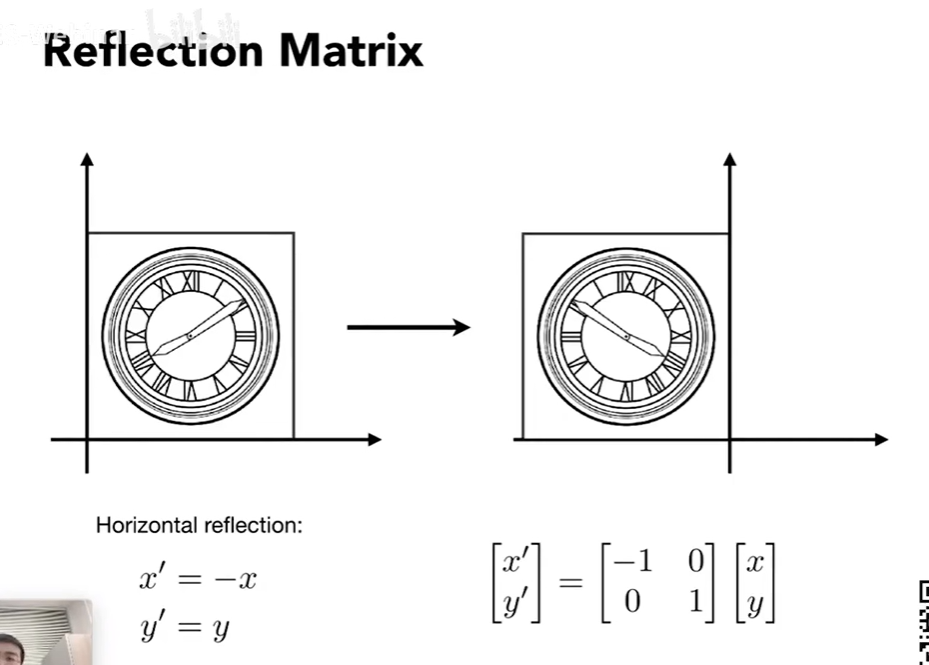 Reflection Matrix
Horizontal reflection:
x′ = −x
y′ = y
[x′ y′] = [−1 0 0 1] [x y]